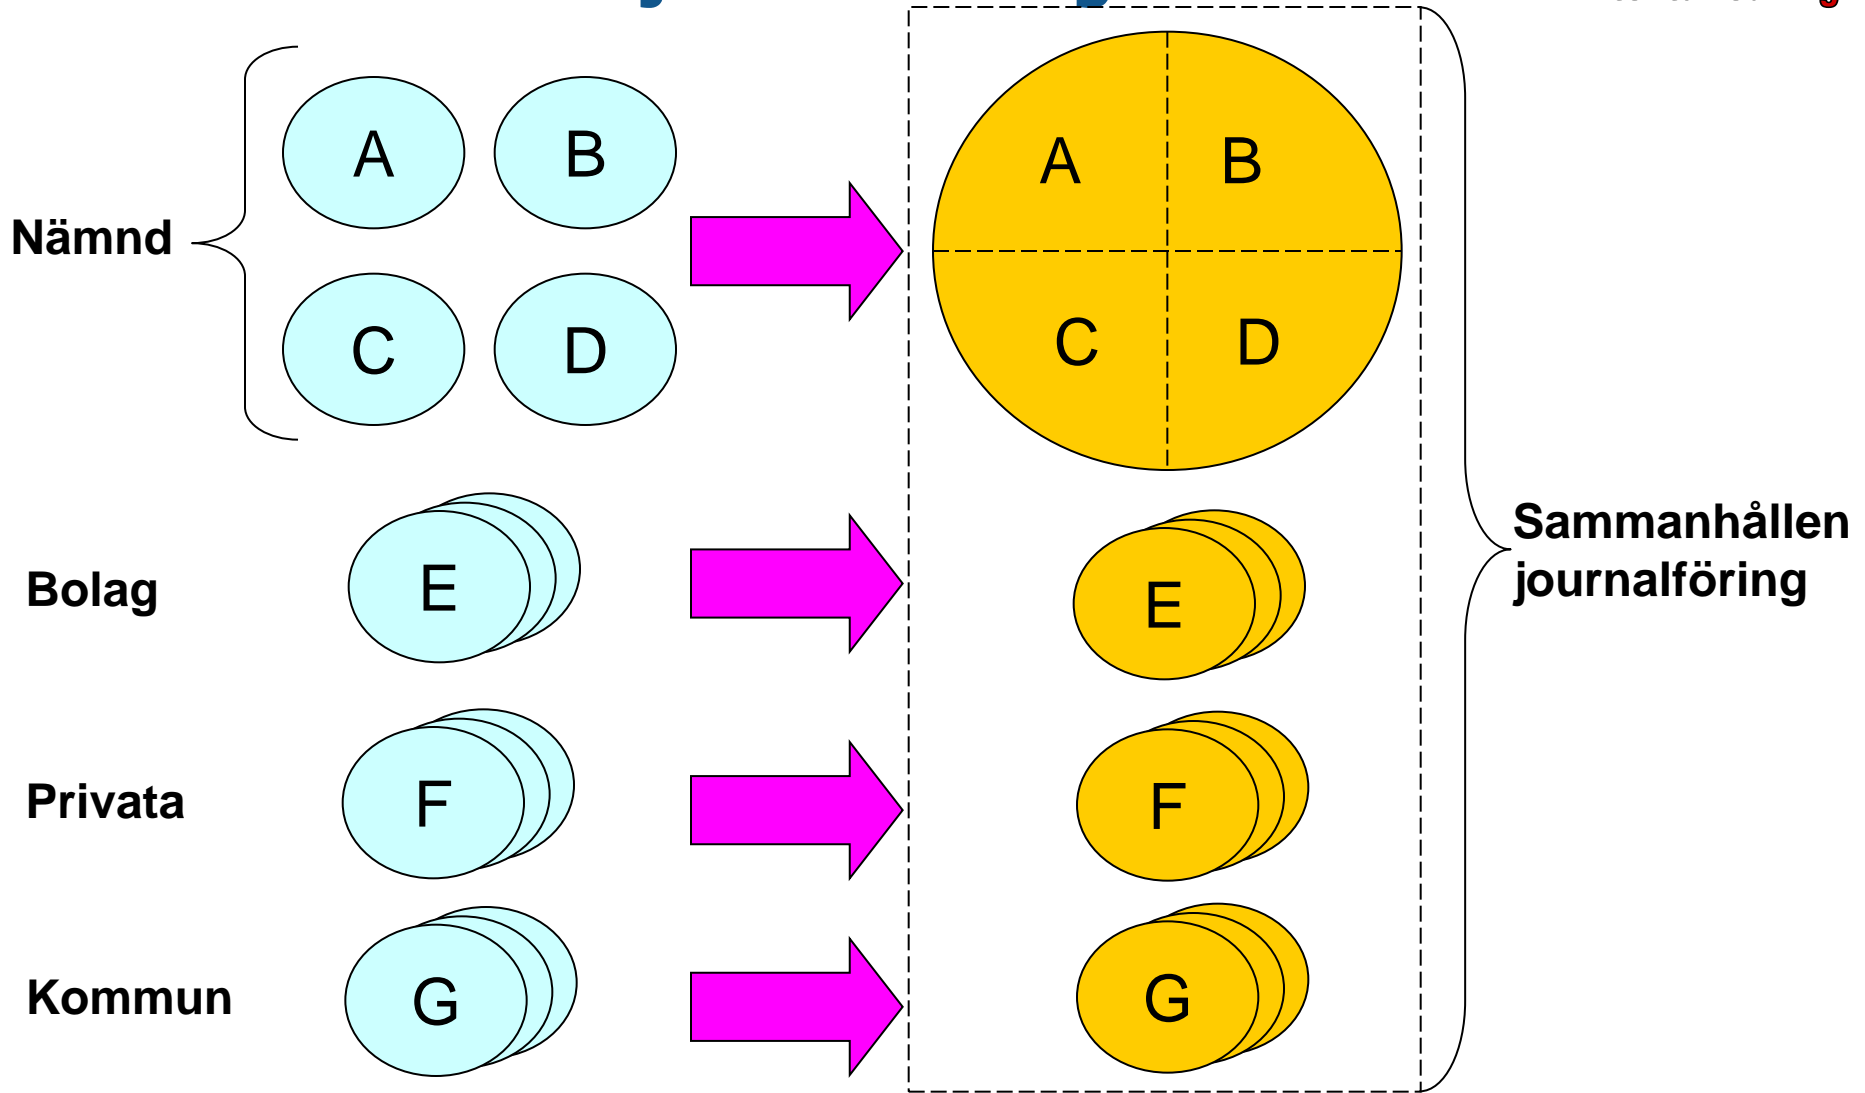 Nämnd
A B
C D
A B
C D
Bolag
E
E
Privata
F
F
Kommun
G
G
Sammanhållen
journalföring